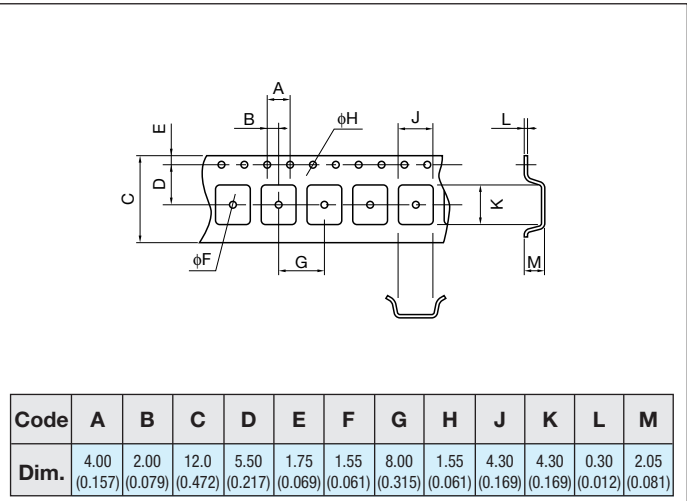 A
B
φH
J
L
E
D
C
K
φF
G
M
Code A B C D E F G H J K L M
Dim. 4.00 2.00 12.0 5.50 1.75 1.55 8.00 1.55 4.30 4.30 0.30 2.05
(0.157) (0.079) (0.472) (0.217) (0.069) (0.061) (0.315) (0.061) (0.169) (0.169) (0.012) (0.081)